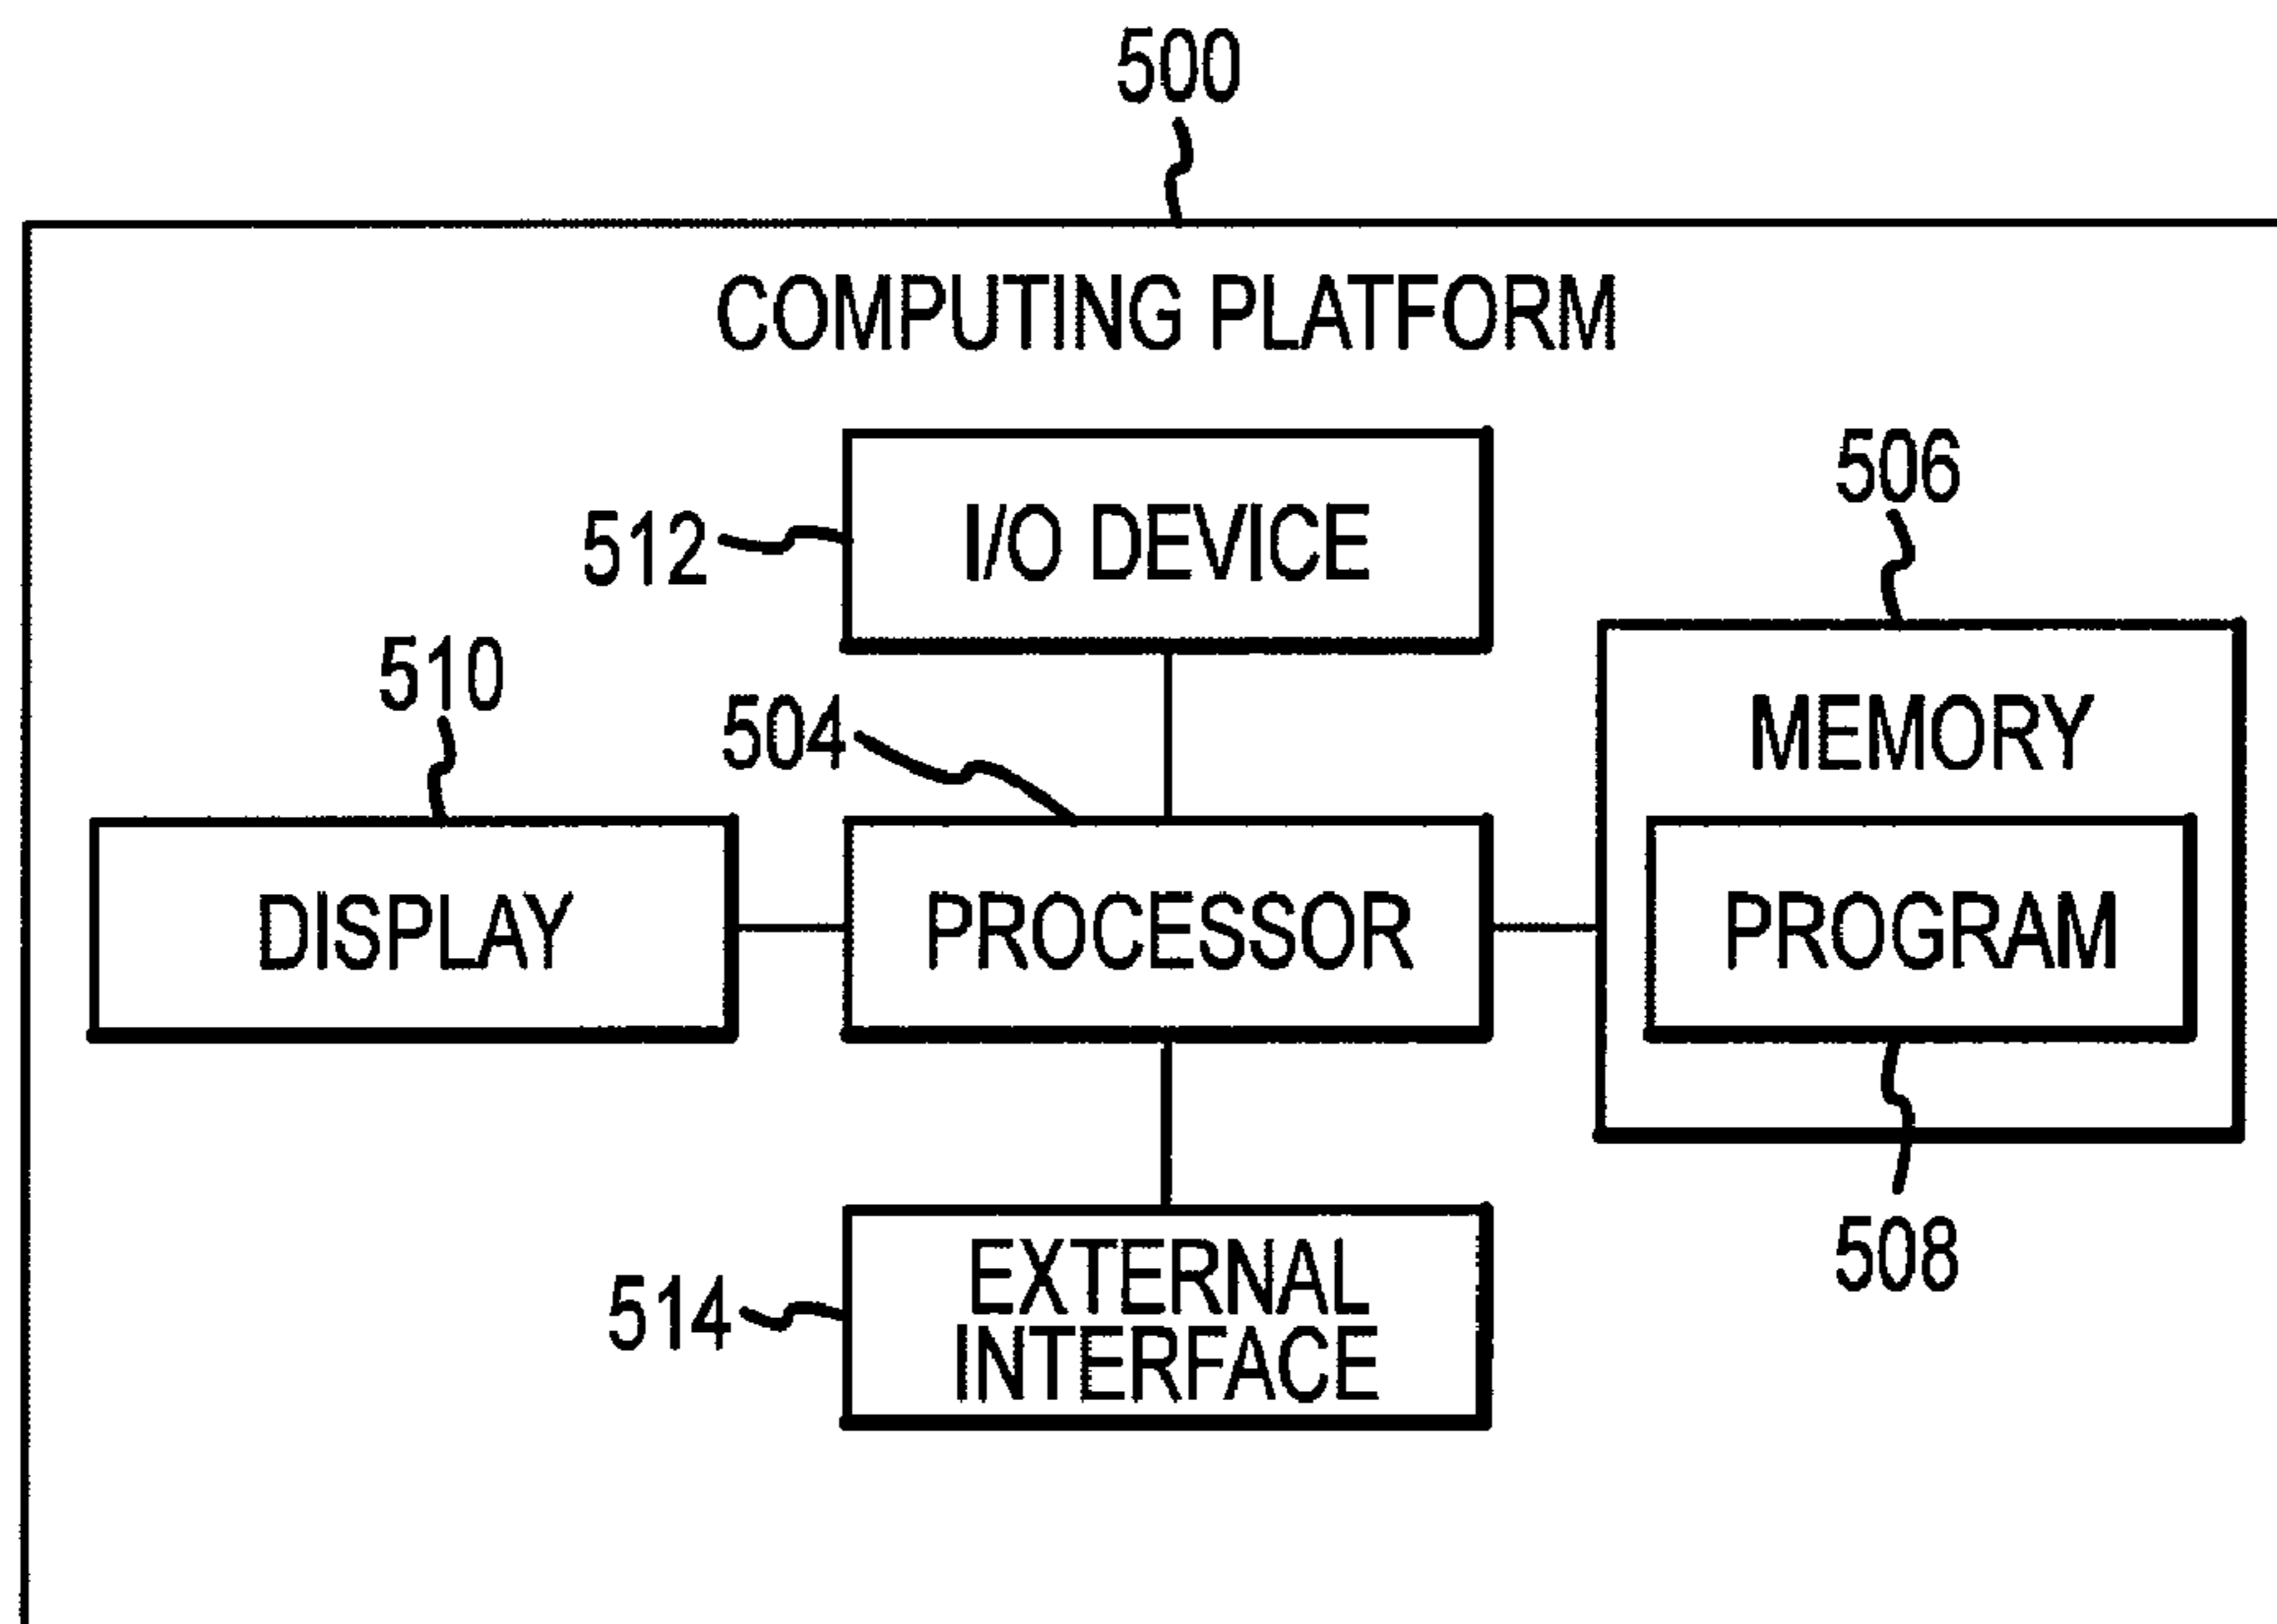 500
COMPUTING PLATFORM
506
512
I/O DEVICE
510
504
MEMORY
DISPLAY
PROCESSOR
PROGRAM
514
EXTERNAL
INTERFACE
508